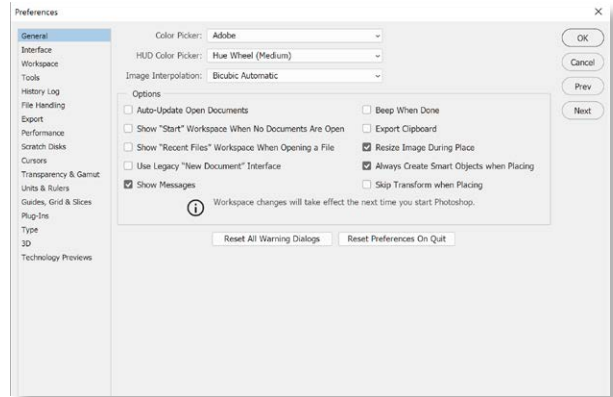 Preferences
General
Interface
Workspace
Tools
History Log
File Handling
Export
Performance
Scratch Disks
Cursors
Transparency & Gamut
Units & Rulers
Guides, Grid & Slices
Plug-Ins
Type
3D
Technology Previews
Color Picker: Adobe
HUD Color Picker: Hue Wheel (Medium)
Image Interpolation: Bicubic Automatic
Options
Auto-Update Open Documents
Show "Start" Workspace When No Documents Are Open
Show "Recent Files" Workspace When Opening a File
Use Legacy "New Document" Interface
Show Messages
Beep When Done
Export Clipboard
Resize Image During Place
Always Create Smart Objects when Placing
Skip Transform when Placing
Workspace changes will take effect the next time you start Photoshop.
Reset All Warning Dialogs
Reset Preferences On Quit
OK
Cancel
Prev
Next